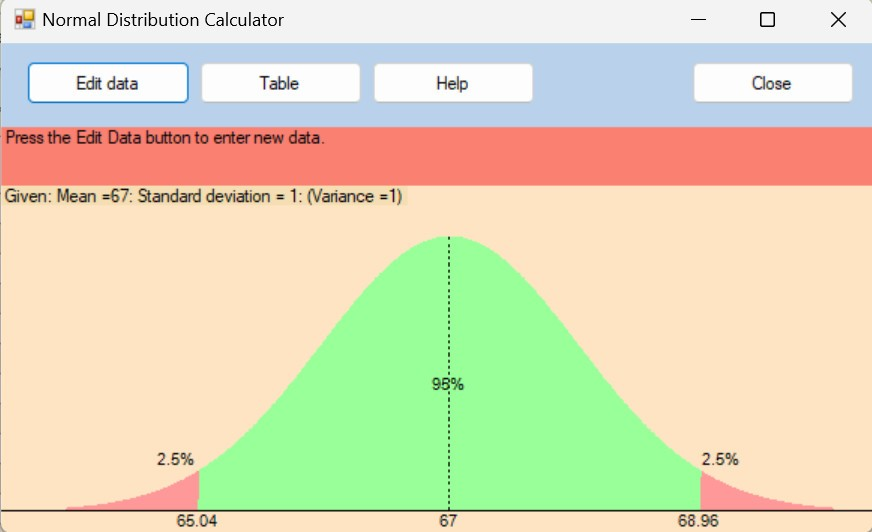 Normal Distribution Calculator
Edit data Table Help Close
Press the Edit Data button to enter new data.
Given: Mean =67: Standard deviation = 1: (Variance =1)
95%
2.5% 2.5%
65.04 67 68.96